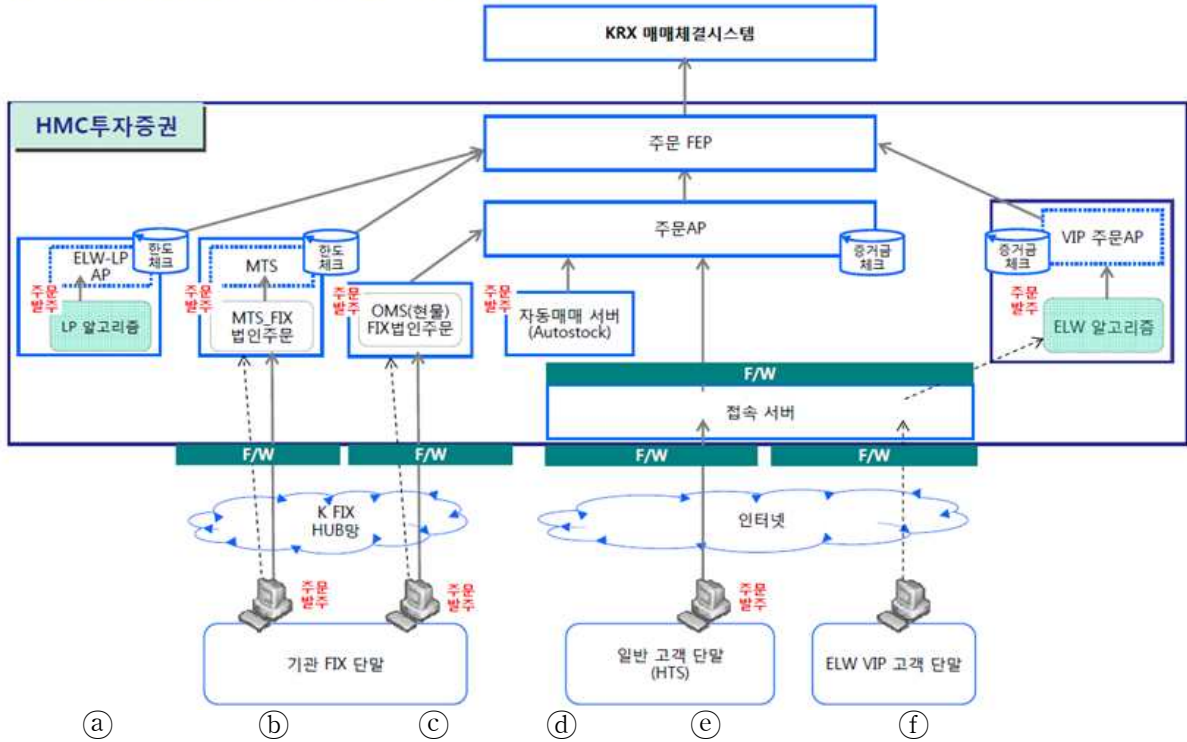 KRX 매매체결시스템
HMC투자증권
주문 FEP
주문AP
증거금
체크
ELW-LP
AP
한도
체크
주문
발주
LP 알고리즘
MTS
한도
체크
주문
발주
MTS_FIX
법인주문
주문
발주
OMS(현물)
FIX법인주문
주문
발주
자동매매 서버
(Autostock)
증거금
체크
VIP 주문AP
주문
발주
ELW 알고리즘
F/W
접속 서버
F/W
F/W
F/W
F/W
K FIX
HUB망
인터넷
주문
발주
주문
발주
주문
발주
기관 FIX 단말
일반 고객 단말
(HTS)
ELW VIP 고객 단말
ⓐ ⓑ ⓒ ⓓ ⓔ ⓕ